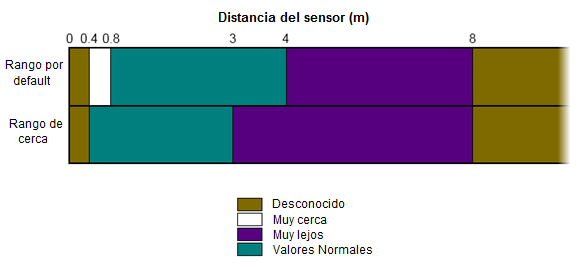 Distancia del sensor (m)
0 0.4 0.8 3 4 8
Rango por
default
Rango de
cerca
Desconocido
Muy cerca
Muy lejos
Valores Normales